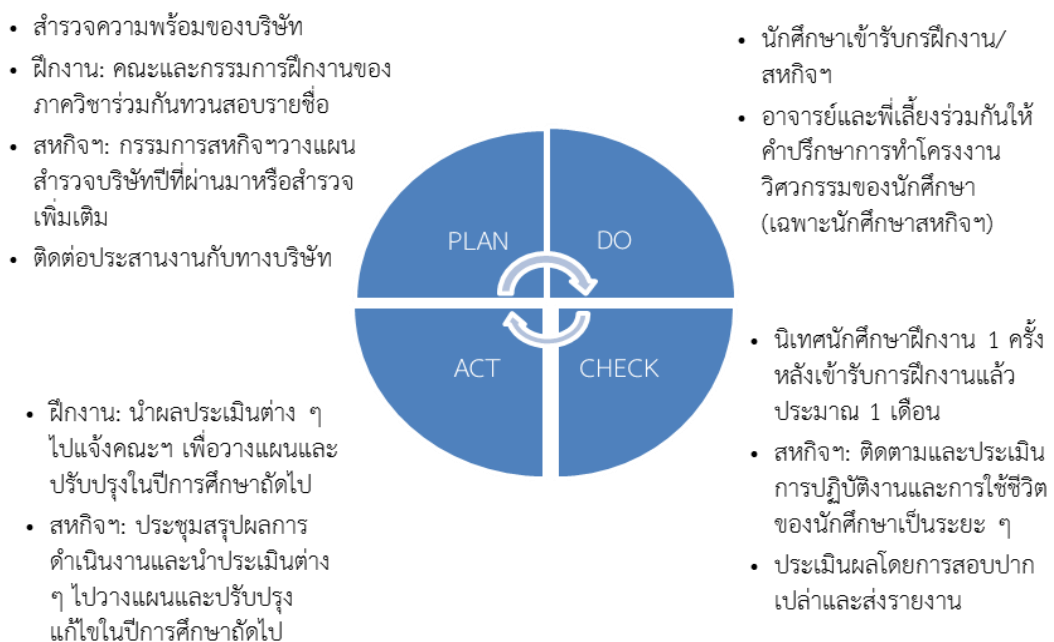 • สำรวจความพร้อมของบริษัท
• ฝึกงาน: คณะและกรรมการฝึกงานของ
ภาควิชาร่วมกันทวนสอบรายชื่อ
• สหกิจฯ: กรรมการสหกิจฯวางแผน
สำรวจบริษัทปีที่ผ่านมาหรือสำรวจ
เพิ่มเติม
• ติดต่อประสานงานกับทางบริษัท
• นักศึกษาเข้ารับกรฝึกงาน/
สหกิจฯ
• อาจารย์และพี่เลี้ยงร่วมกันให้
คำปรึกษาการทำโครงงาน
วิศวกรรมของนักศึกษา
(เฉพาะนักศึกษาสหกิจฯ)
PLAN
DO
ACT
CHECK
• ฝึกงาน: นำผลประเมินต่าง ๆ
ไปแจ้งคณะฯ เพื่อวางแผนและ
ปรับปรุงในปีการศึกษาถัดไป
• สหกิจฯ: ประชุมสรุปผลการ
ดำเนินงานและนำประเมินต่าง
ๆ ไปวางแผนและปรับปรุง
แก้ไขในปีการศึกษาถัดไป
• นิเทศนักศึกษาฝึกงาน 1 ครั้ง
หลังเข้ารับการฝึกงานแล้ว
ประมาณ 1 เดือน
• สหกิจฯ: ติดตามและประเมิน
การปฏิบัติงานและการใช้ชีวิต
ของนักศึกษาเป็นระยะ ๆ
• ประเมินผลโดยการสอบปาก
เปล่าและส่งรายงาน